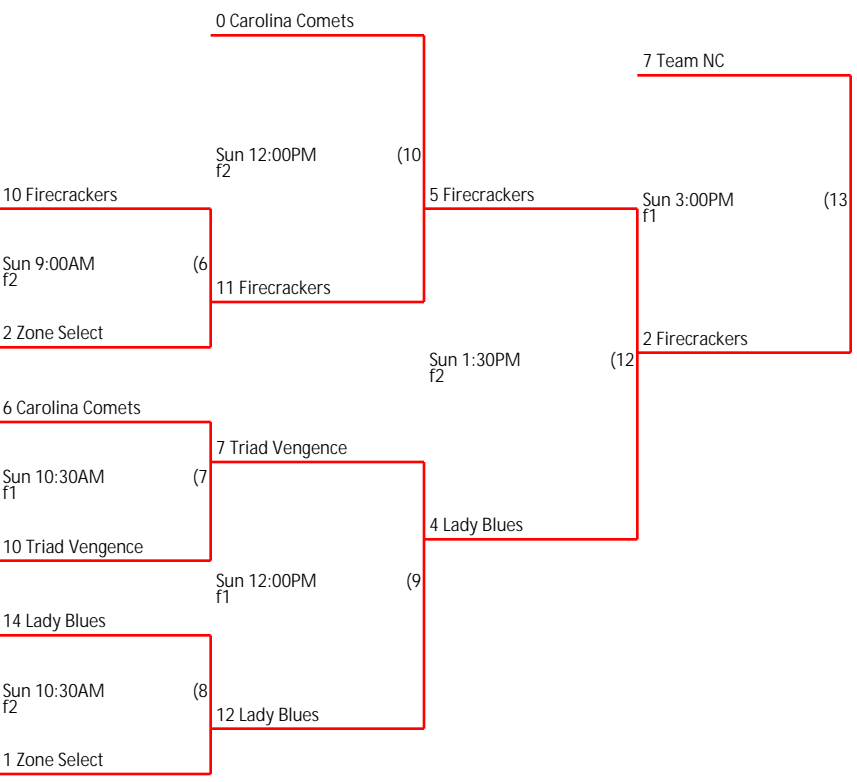 0 Carolina Comets
7 Team NC
Sun 12:00PM (10
f2
10 Firecrackers
5 Firecrackers
Sun 3:00PM (13
f1
Sun 9:00AM (6
f2
11 Firecrackers
2 Zone Select
2 Firecrackers
Sun 1:30PM (12
f2
6 Carolina Comets
7 Triad Vengence
Sun 10:30AM (7
f1
4 Lady Blues
10 Triad Vengence
Sun 12:00PM (9
f1
14 Lady Blues
Sun 10:30AM (8
f2
12 Lady Blues
1 Zone Select